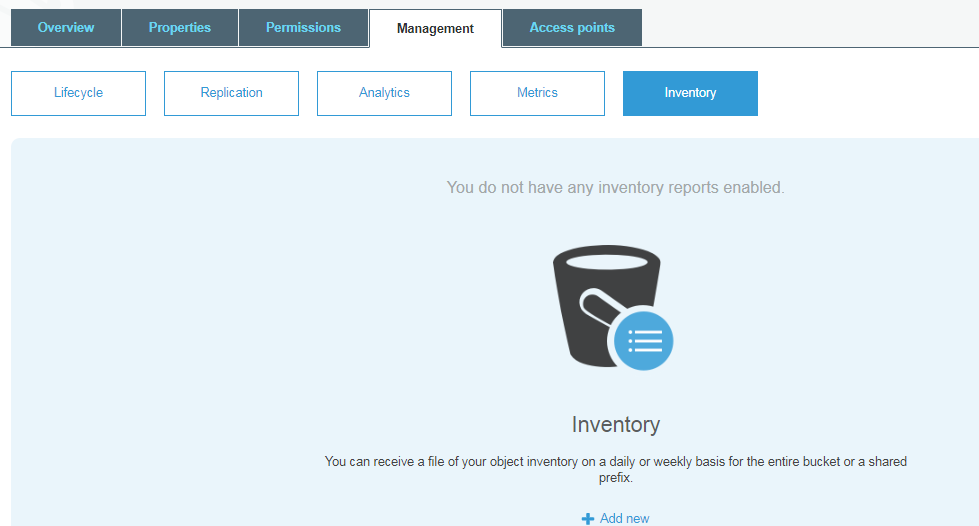 Overview Properties Permissions Management Access points
Lifecycle Replication Analytics Metrics Inventory
You do not have any inventory reports enabled.
Inventory
You can receive a file of your object inventory on a daily or weekly basis for the entire bucket or a shared
prefix.
Add new